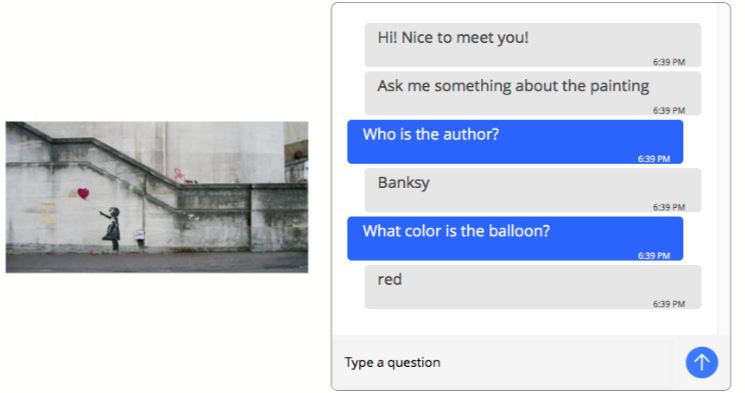 Hi! Nice to meet you!
6:39 PM
Ask me something about the painting
6:39 PM
Who is the author?
6:39 PM
Banksy
6:39 PM
What color is the balloon?
6:39 PM
red
6:39 PM
Type a question